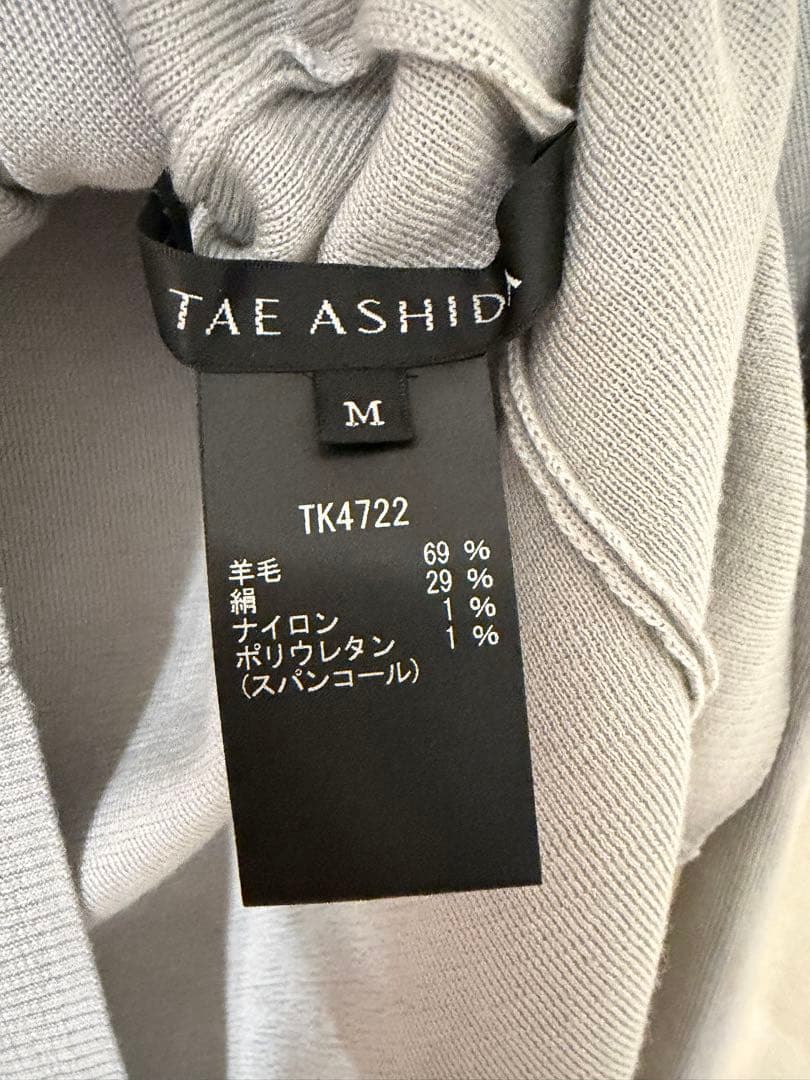 TAE ASHIDA
M
TK4722
羊毛 69 %
絹 29 %
ナイロン 1 %
ポリウレタン 1 %
(スパンコール)